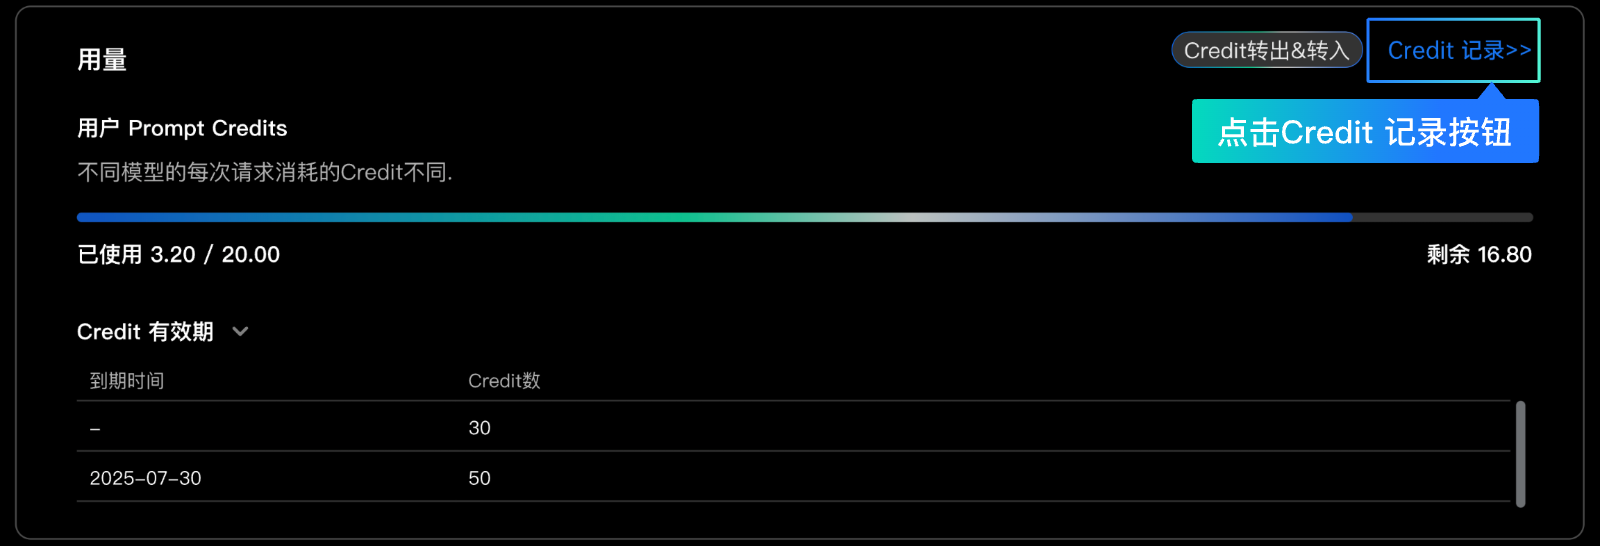 用量
Credit转出&转入
Credit 记录>>
点击Credit 记录按钮
用户 Prompt Credits
不同模型的每次请求消耗的Credit不同.
已使用 3.20 / 20.00
剩余 16.80
Credit 有效期
到期时间 Credit数
– 30
2025–07–30 50